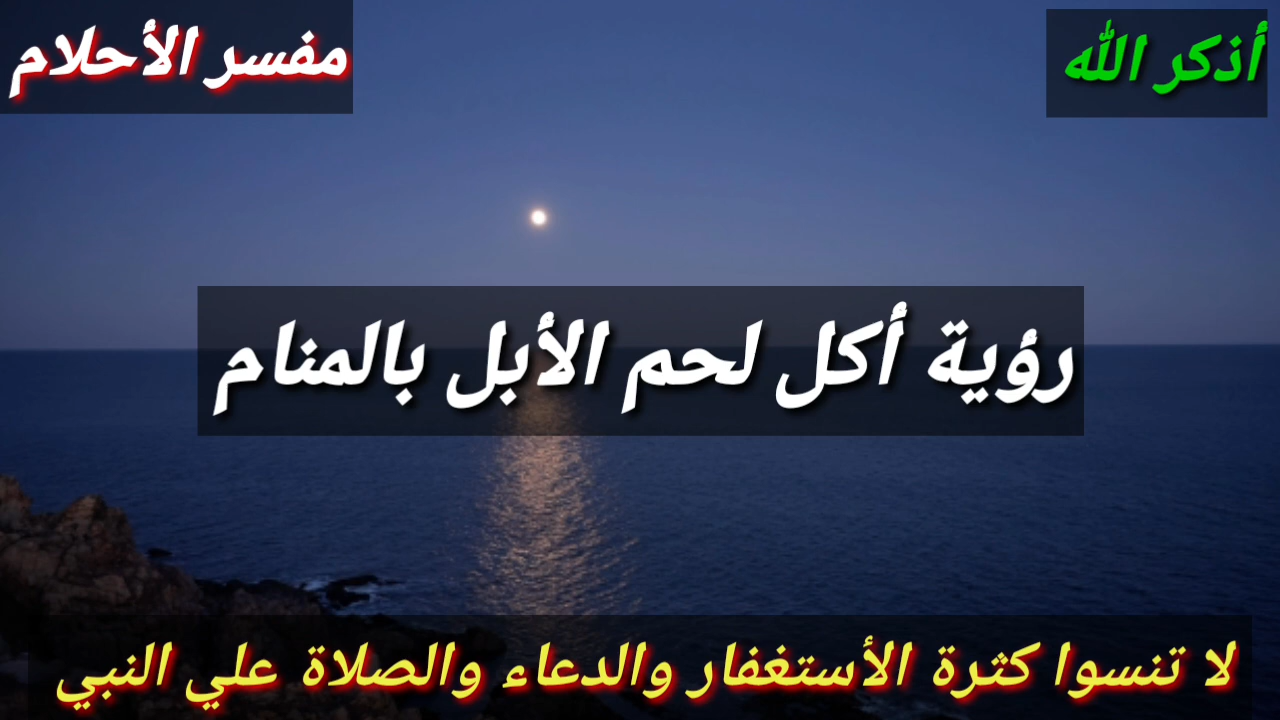 أذكر الله
مفسر الأحلام
رؤية أكل لحم الأبل بالمنام
لا تنسوا كثرة الأستغفار والدعاء والصلاة علي النبي